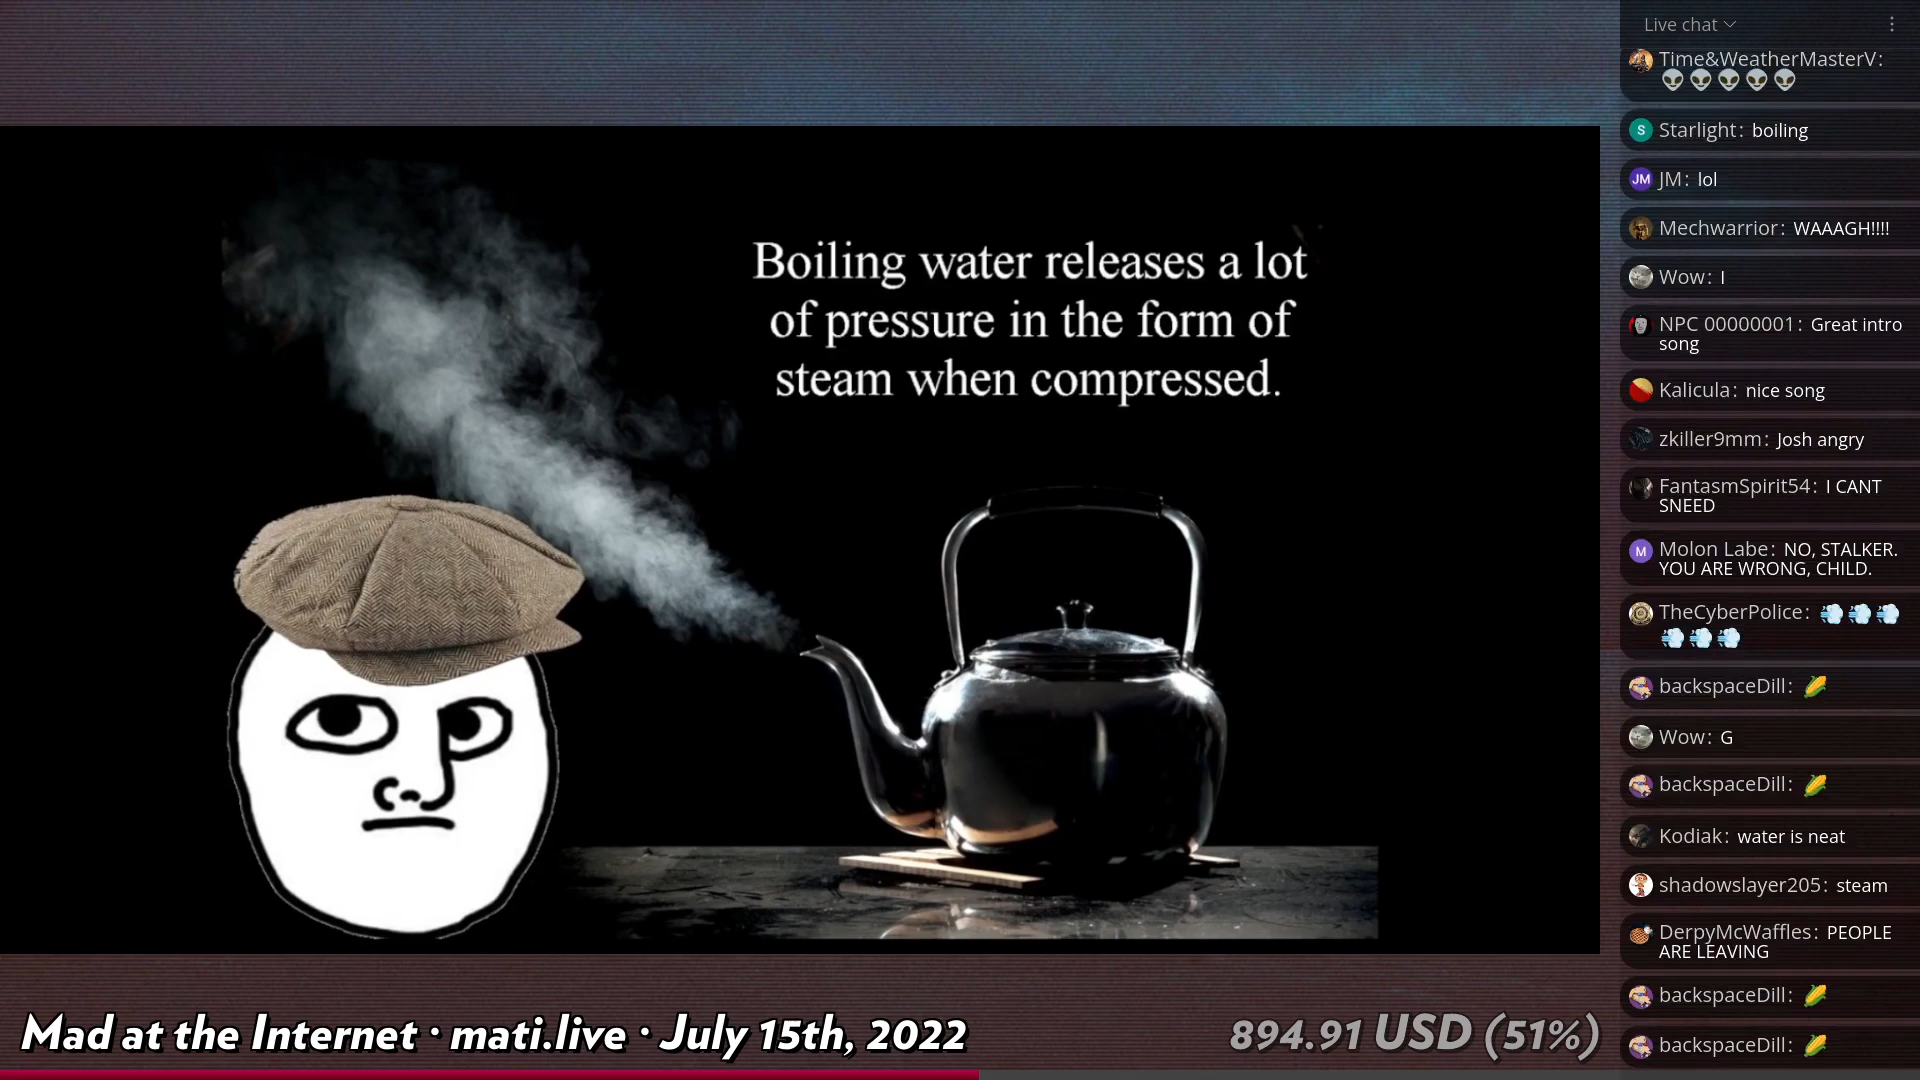 Boiling water releases a lot
of pressure in the form of
steam when compressed.
Mad at the Internet · mati.live · July 15th, 2022
894.91 USD (51%)
Live chat
Time&WeatherMasterV:
👽👽👽👽👽
S Starlight: boiling
JM JM: lol
Mechwarrior: WAAAGH!!!!
Wow: I
NPC 00000001: Great intro
song
Kalicula: nice song
zkiller9mm: Josh angry
FantasmSpirit54: I CANT
SNEED
M Molon Labe: NO, STALKER.
YOU ARE WRONG, CHILD.
TheCyberPolice: 💨💨💨
💨💨💨
backspaceDill: 🌽
Wow: G
backspaceDill: 🌽
Kodiak: water is neat
shadowslayer205: steam
DerpyMcWaffles: PEOPLE
ARE LEAVING
backspaceDill: 🌽
backspaceDill: 🌽